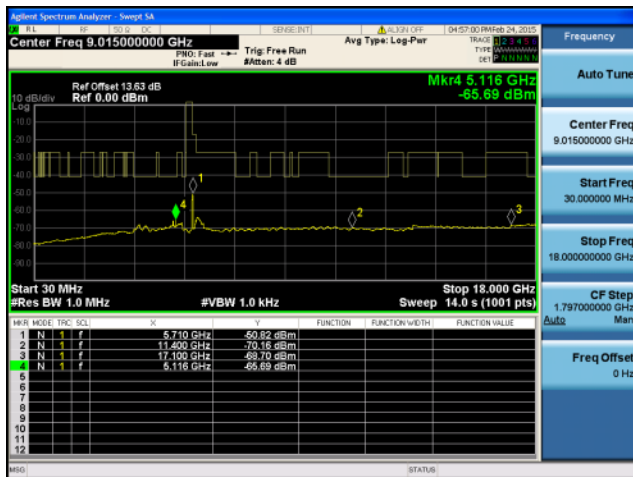 Agilent Spectrum Analyzer - Swept SA
RL RF 50 Ω DC SENSE:INT ALIGN OFF 04:57:00 PM Feb 24, 2015
Center Freq 9.015000000 GHz
PNO: Fast
IFGain:Low
Trig: Free Run
#Atten: 4 dB
Avg Type: Log-Pwr
TRACE 1 2 3 4 5 6
TYPE
DET P N N N N N
Frequency
Auto Tune
Center Freq
9.015000000 GHz
Start Freq
30.000000 MHz
Stop Freq
18.000000000 GHz
CF Step
1.797000000 GHz
Auto Man
Freq Offset
0 Hz
Mkr4 5.116 GHz
-65.69 dBm
Ref Offset 13.63 dB
10 dB/div Ref 0.00 dBm
Log
-10.0
-20.0
-30.0
-40.0
-50.0
-60.0
-70.0
-80.0
-90.0
1
4
2
3
Start 30 MHz Stop 18.000 GHz
#Res BW 1.0 MHz #VBW 1.0 kHz Sweep 14.0 s (1001 pts)
MKR MODE TRC SCL X Y FUNCTION FUNCTION WIDTH FUNCTION VALUE
1 N 1 f 5.710 GHz -50.82 dBm
2 N 1 f 11.400 GHz -70.16 dBm
3 N 1 f 17.100 GHz -68.70 dBm
4 N 1 f 5.116 GHz -65.69 dBm
5
6
7
8
9
10
11
12
MSG STATUS